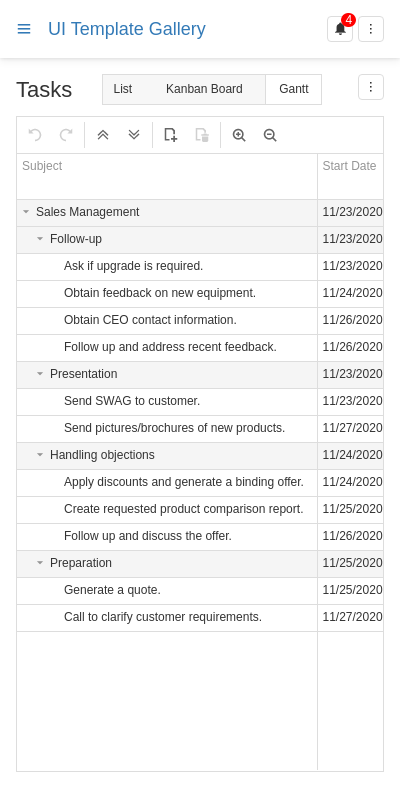 UI Template Gallery
4
Tasks
List
Kanban Board
Gantt
Subject
Start Date
Sales Management
11/23/2020
Follow-up
11/23/2020
Ask if upgrade is required.
11/23/2020
Obtain feedback on new equipment.
11/24/2020
Obtain CEO contact information.
11/26/2020
Follow up and address recent feedback.
11/26/2020
Presentation
11/23/2020
Send SWAG to customer.
11/23/2020
Send pictures/brochures of new products.
11/27/2020
Handling objections
11/24/2020
Apply discounts and generate a binding offer.
11/24/2020
Create requested product comparison report.
11/25/2020
Follow up and discuss the offer.
11/26/2020
Preparation
11/25/2020
Generate a quote.
11/25/2020
Call to clarify customer requirements.
11/27/2020